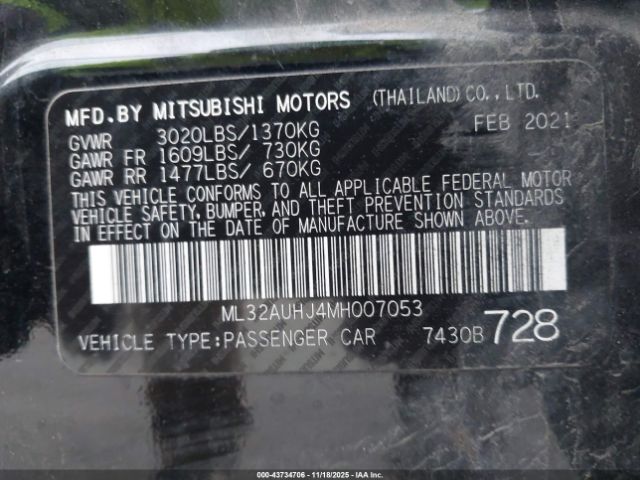 MFD.BY MITSUBISHI MOTORS (THAILAND) CO., LTD.
GVWR 3020LBS/1370KG FEB 2021
GAWR FR 1609LBS/ 730KG
GAWR RR 1477LBS/ 670KG
THIS VEHICLE CONFORMS TO ALL APPLICABLE FEDERAL MOTOR
VEHICLE SAFETY, BUMPER, AND THEFT PREVENTION STANDARDS
IN EFFECT ON THE DATE OF MANUFACTURE SHOWN ABOVE.
ML32AUHJ4MH007053
VEHICLE TYPE:PASSENGER CAR 7430B 728
000-43734706 - 11/18/2025 - IAA Inc.